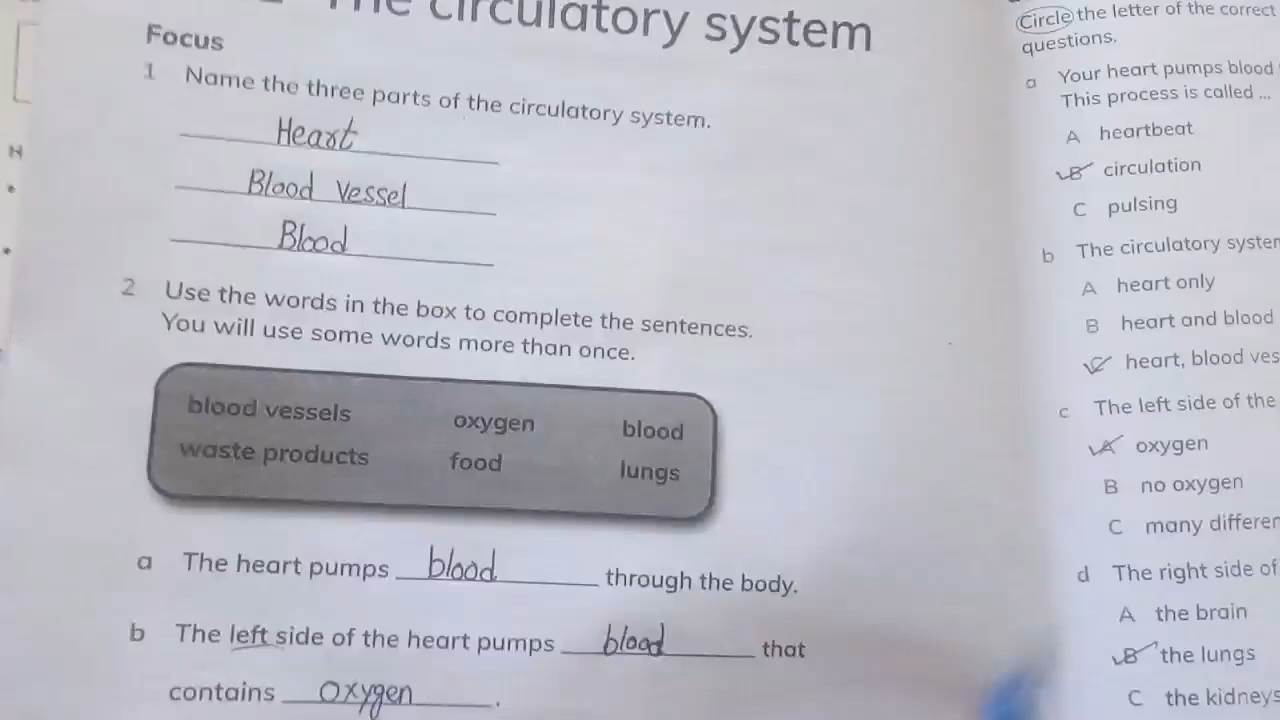 The circulatory system
Focus
1 Name the three parts of the circulatory system.
Heart
Blood Vessel
Blood
2 Use the words in the box to complete the sentences.
You will use some words more than once.
blood vessels oxygen blood
waste products food lungs
a The heart pumps blood through the body.
b The left side of the heart pumps blood that
contains oxygen.
Circle the letter of the correct
questions.
a Your heart pumps blood
This process is called ...
A heartbeat
B circulation
C pulsing
b The circulatory
A heart only
B heart and blood
C heart, blood
c The left side of the
A oxygen
B no oxygen
C many
d The right side of
A the brain
B the lungs
C the kidneys